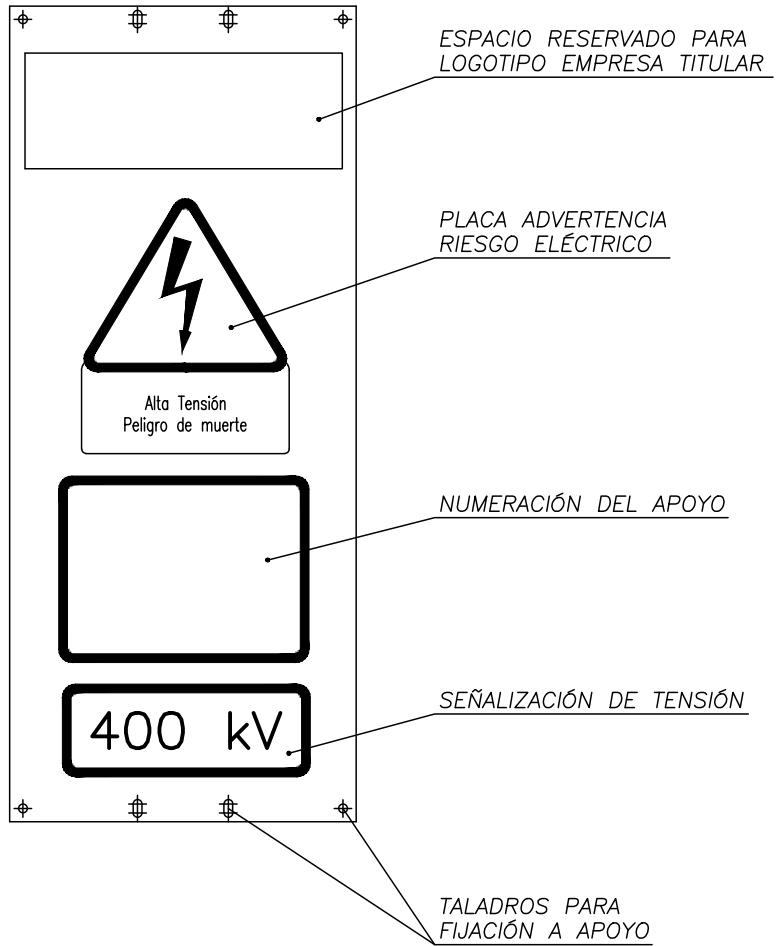 ESPACIO RESERVADO PARA
LOGOTIPO EMPRESA TITULAR
PLACA ADVERTENCIA
RIESGO ELÉCTRICO
Alta Tensión
Peligro de muerte
NUMERACIÓN DEL APOYO
SEÑALIZACIÓN DE TENSIÓN
400 kV
TALADROS PARA
FIJACIÓN A APOYO